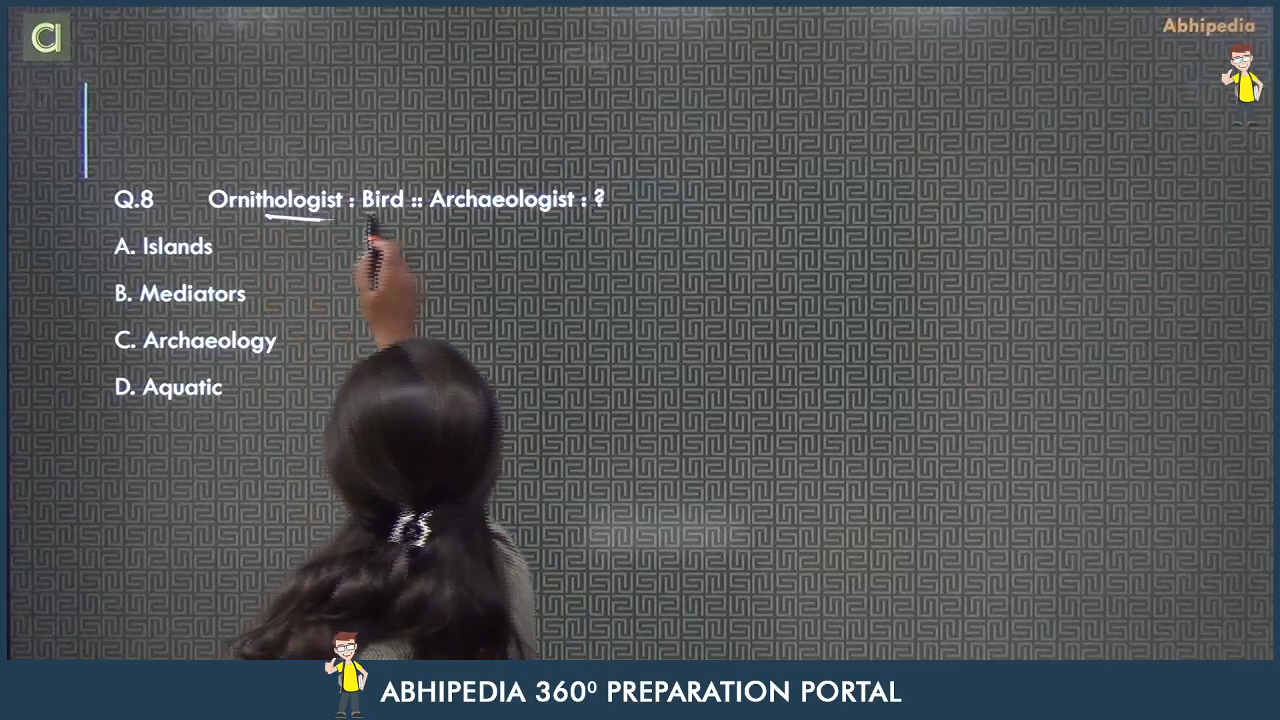 Abhipedia
Q.8 Ornithologist : Bird :: Archaeologist : ?
A. Islands
B. Mediators
C. Archaeology
D. Aquatic
ABHIPEDIA 360⁰ PREPARATION PORTAL